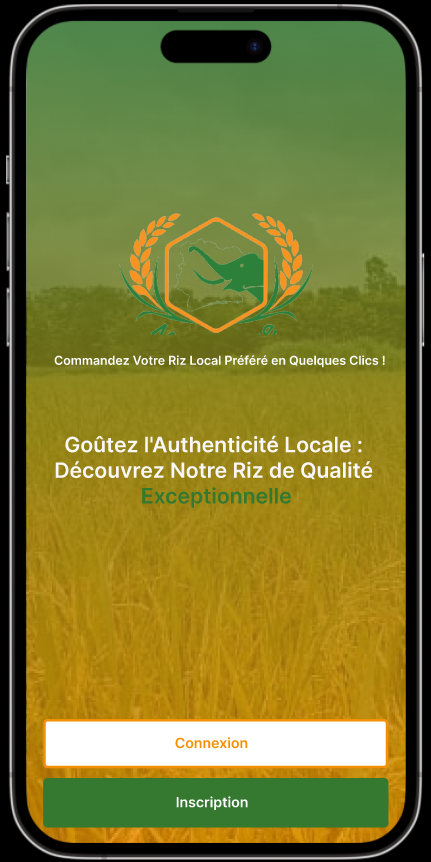 Commandez Votre Riz Local Préféré en Quelques Clics !
Goûtez l'Authenticité Locale :
Découvrez Notre Riz de Qualité
Exceptionnelle
Connexion
Inscription